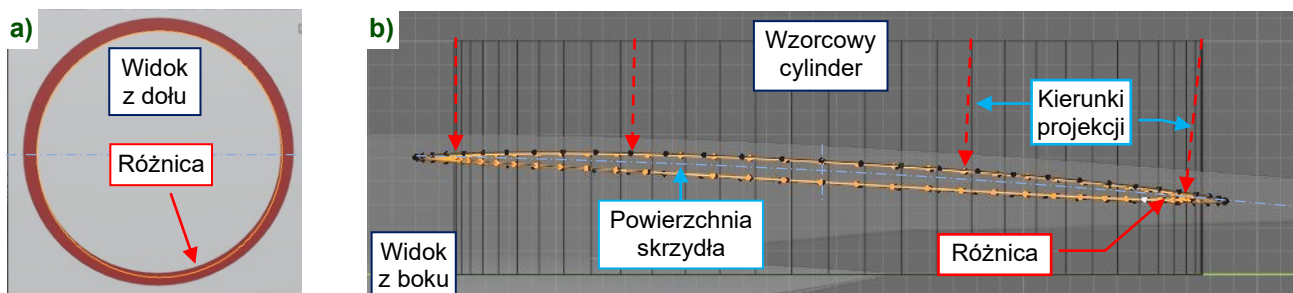 a)
Widok
z dołu
Różnica
b)
Wzorcowy
cylinder
Kierunki
projekcji
Powierzchnia
skrzydła
Różnica
Widok
z boku